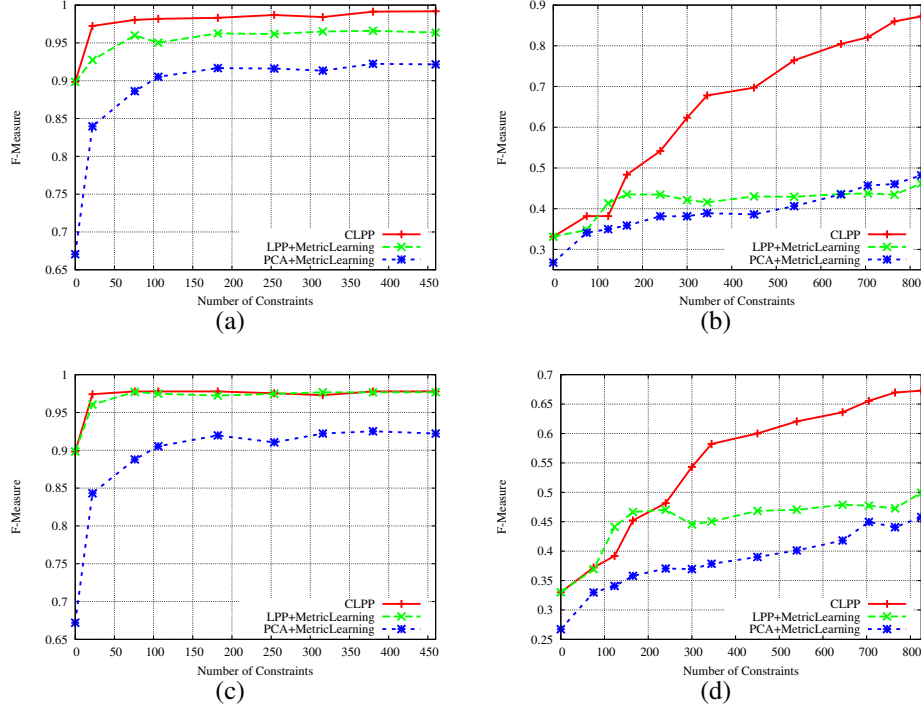 1
0.95
0.9
0.85
0.8
0.75
0.7
0.65
F-Measure
CLPP
LPP+MetricLearning
PCA+MetricLearning
0 50 100 150 200 250 300 350 400 450
Number of Constraints
(a)
0.9
0.8
0.7
0.6
0.5
0.4
0.3
F-Measure
CLPP
LPP+MetricLearning
PCA+MetricLearning
0 100 200 300 400 500 600 700 800
Number of Constraints
(b)
1
0.95
0.9
0.85
0.8
0.75
0.7
0.65
F-Measure
CLPP
LPP+MetricLearning
PCA+MetricLearning
0 50 100 150 200 250 300 350 400 450
Number of Constraints
(c)
0.7
0.65
0.6
0.55
0.5
0.45
0.4
0.35
0.3
0.25
F-Measure
CLPP
LPP+MetricLearning
PCA+MetricLearning
0 100 200 300 400 500 600 700 800
Number of Constraints
(d)